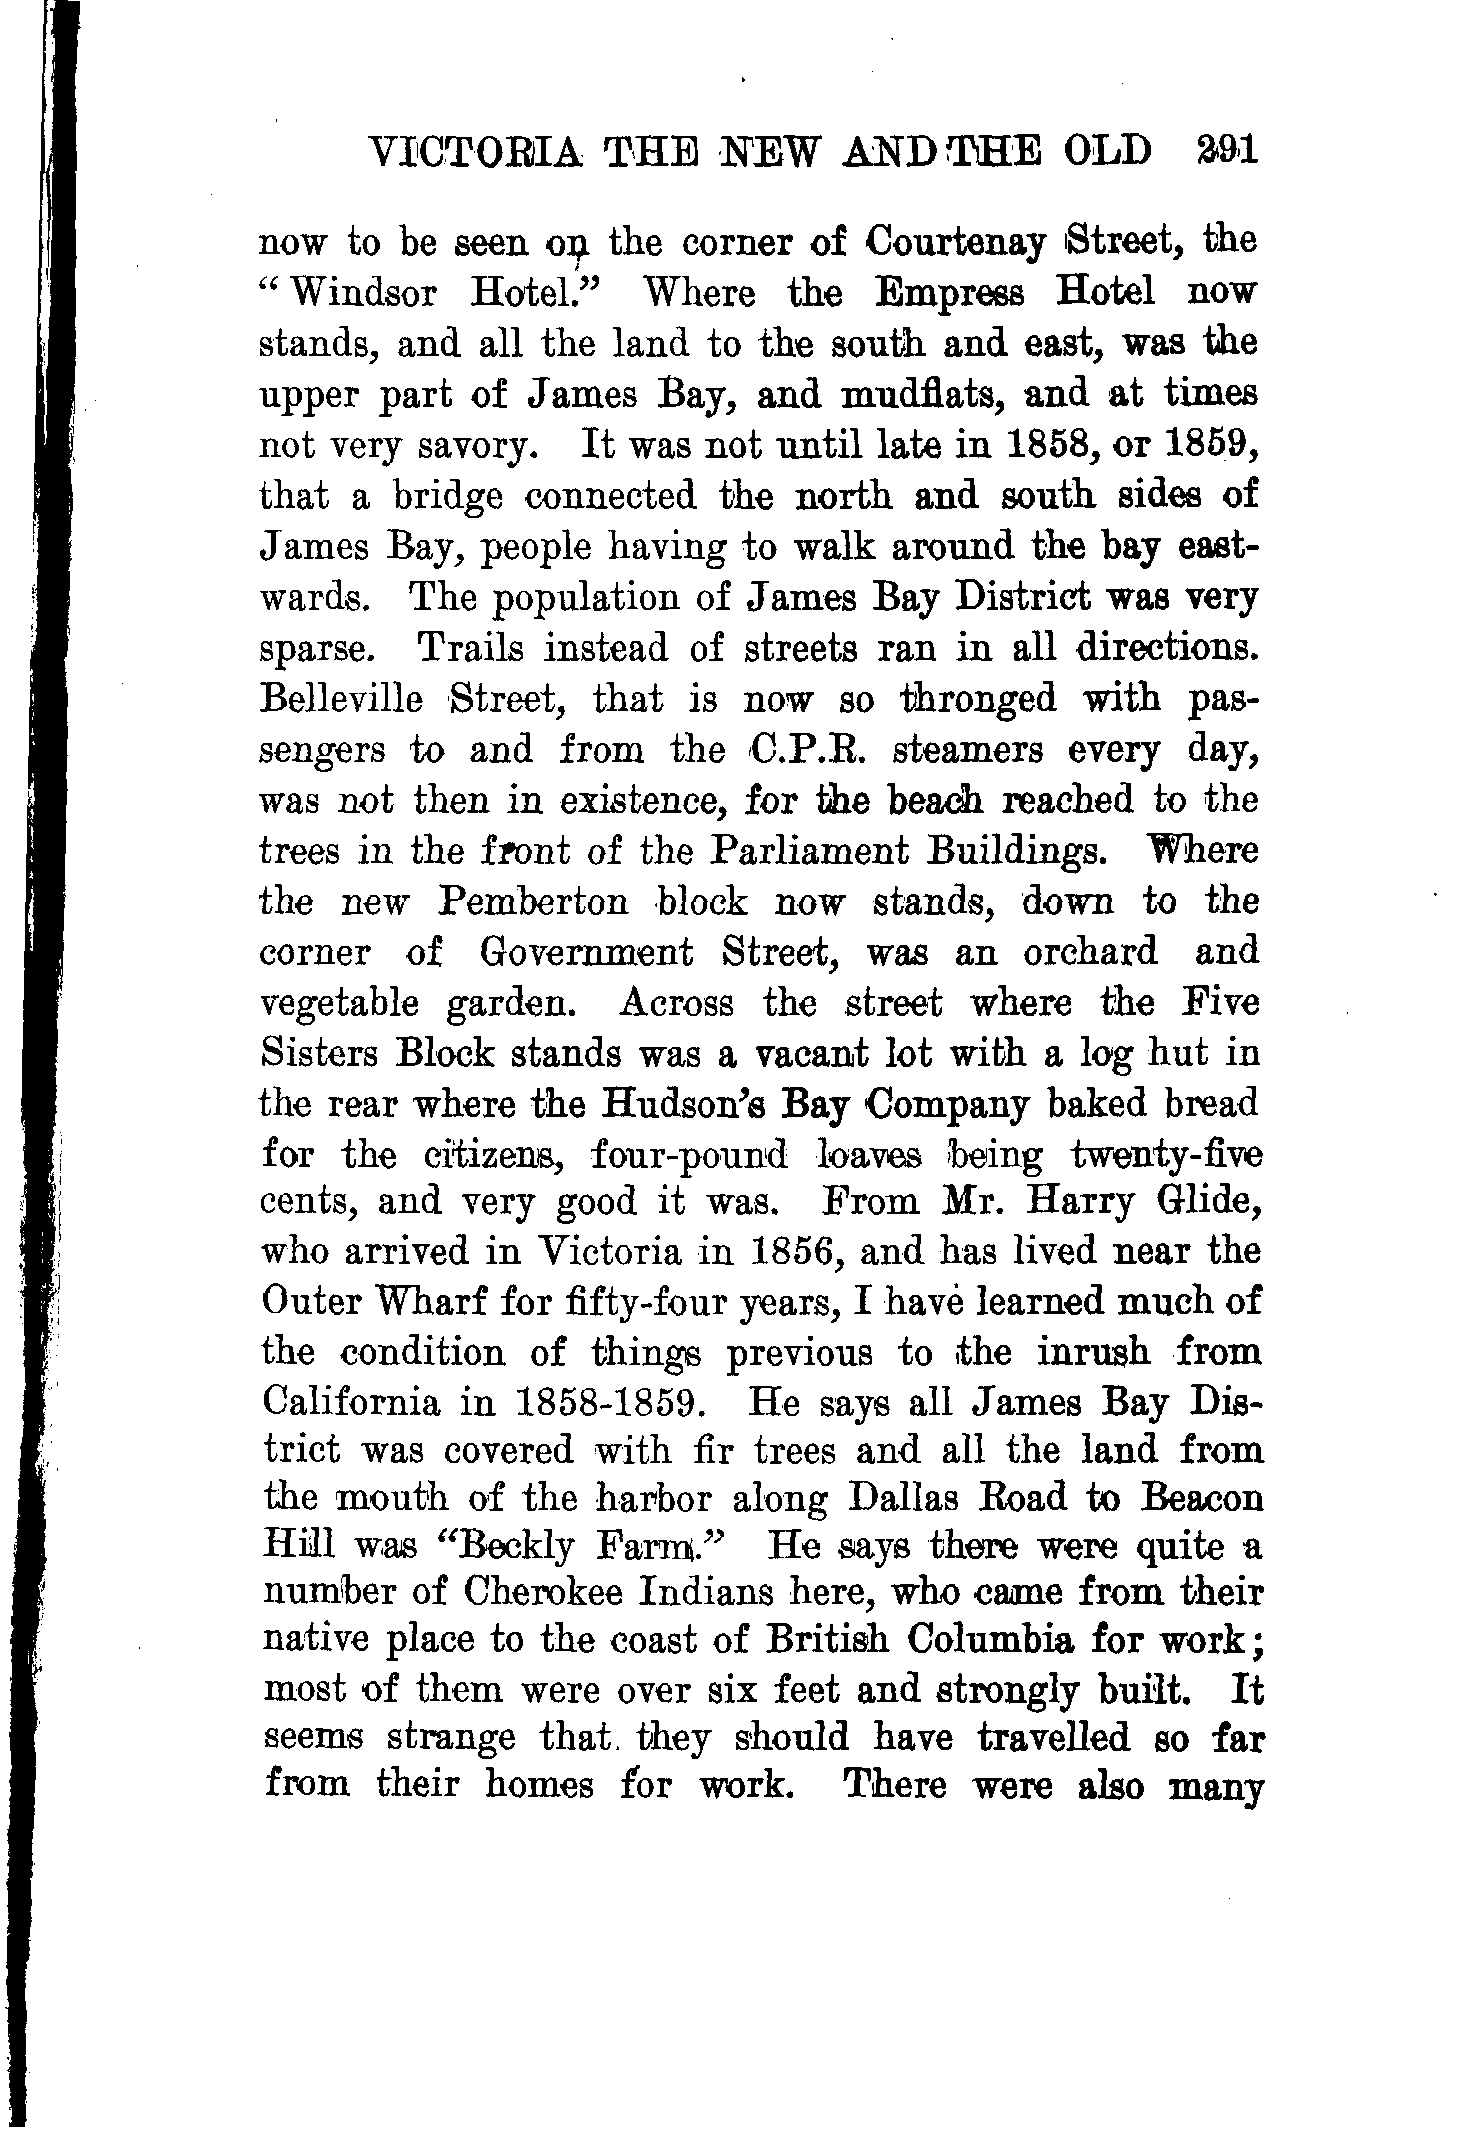 VICTORIA THE NEW AND THE OLD 291
now to be seen on the corner of Courtenay Street, the
“Windsor Hotel.” Where the Empress Hotel now
stands, and all the land to the south and east, was the
upper part of James Bay, and mudflats, and at times
not very savory. It was not until late in 1858, or 1859,
that a bridge connected the north and south sides of
James Bay, people having to walk around the bay east-
wards. The population of James Bay District was very
sparse. Trails instead of streets ran in all directions.
Belleville Street, that is now so thronged with pas-
sengers to and from the C.P.R. steamers every day,
was not then in existence, for the beach reached to the
trees in the front of the Parliament Buildings. Where
the new Pemberton block now stands, down to the
corner of Government Street, was an orchard and
vegetable garden. Across the street where the Five
Sisters Block stands was a vacant lot with a log hut in
the rear where the Hudson’s Bay Company baked bread
for the citizens, four-pound loaves being twenty-five
cents, and very good it was. From Mr. Harry Glide,
who arrived in Victoria in 1856, and has lived near the
Outer Wharf for fifty-four years, I have learned much of
the condition of things previous to the inrush from
California in 1858-1859. He says all James Bay Dis-
trict was covered with fir trees and all the land from
the mouth of the harbor along Dallas Road to Beacon
Hill was “Beckly Farm.” He says there were quite a
number of Cherokee Indians here, who came from their
native place to the coast of British Columbia for work;
most of them were over six feet and strongly built. It
seems strange that they should have travelled so far
from their homes for work. There were also many